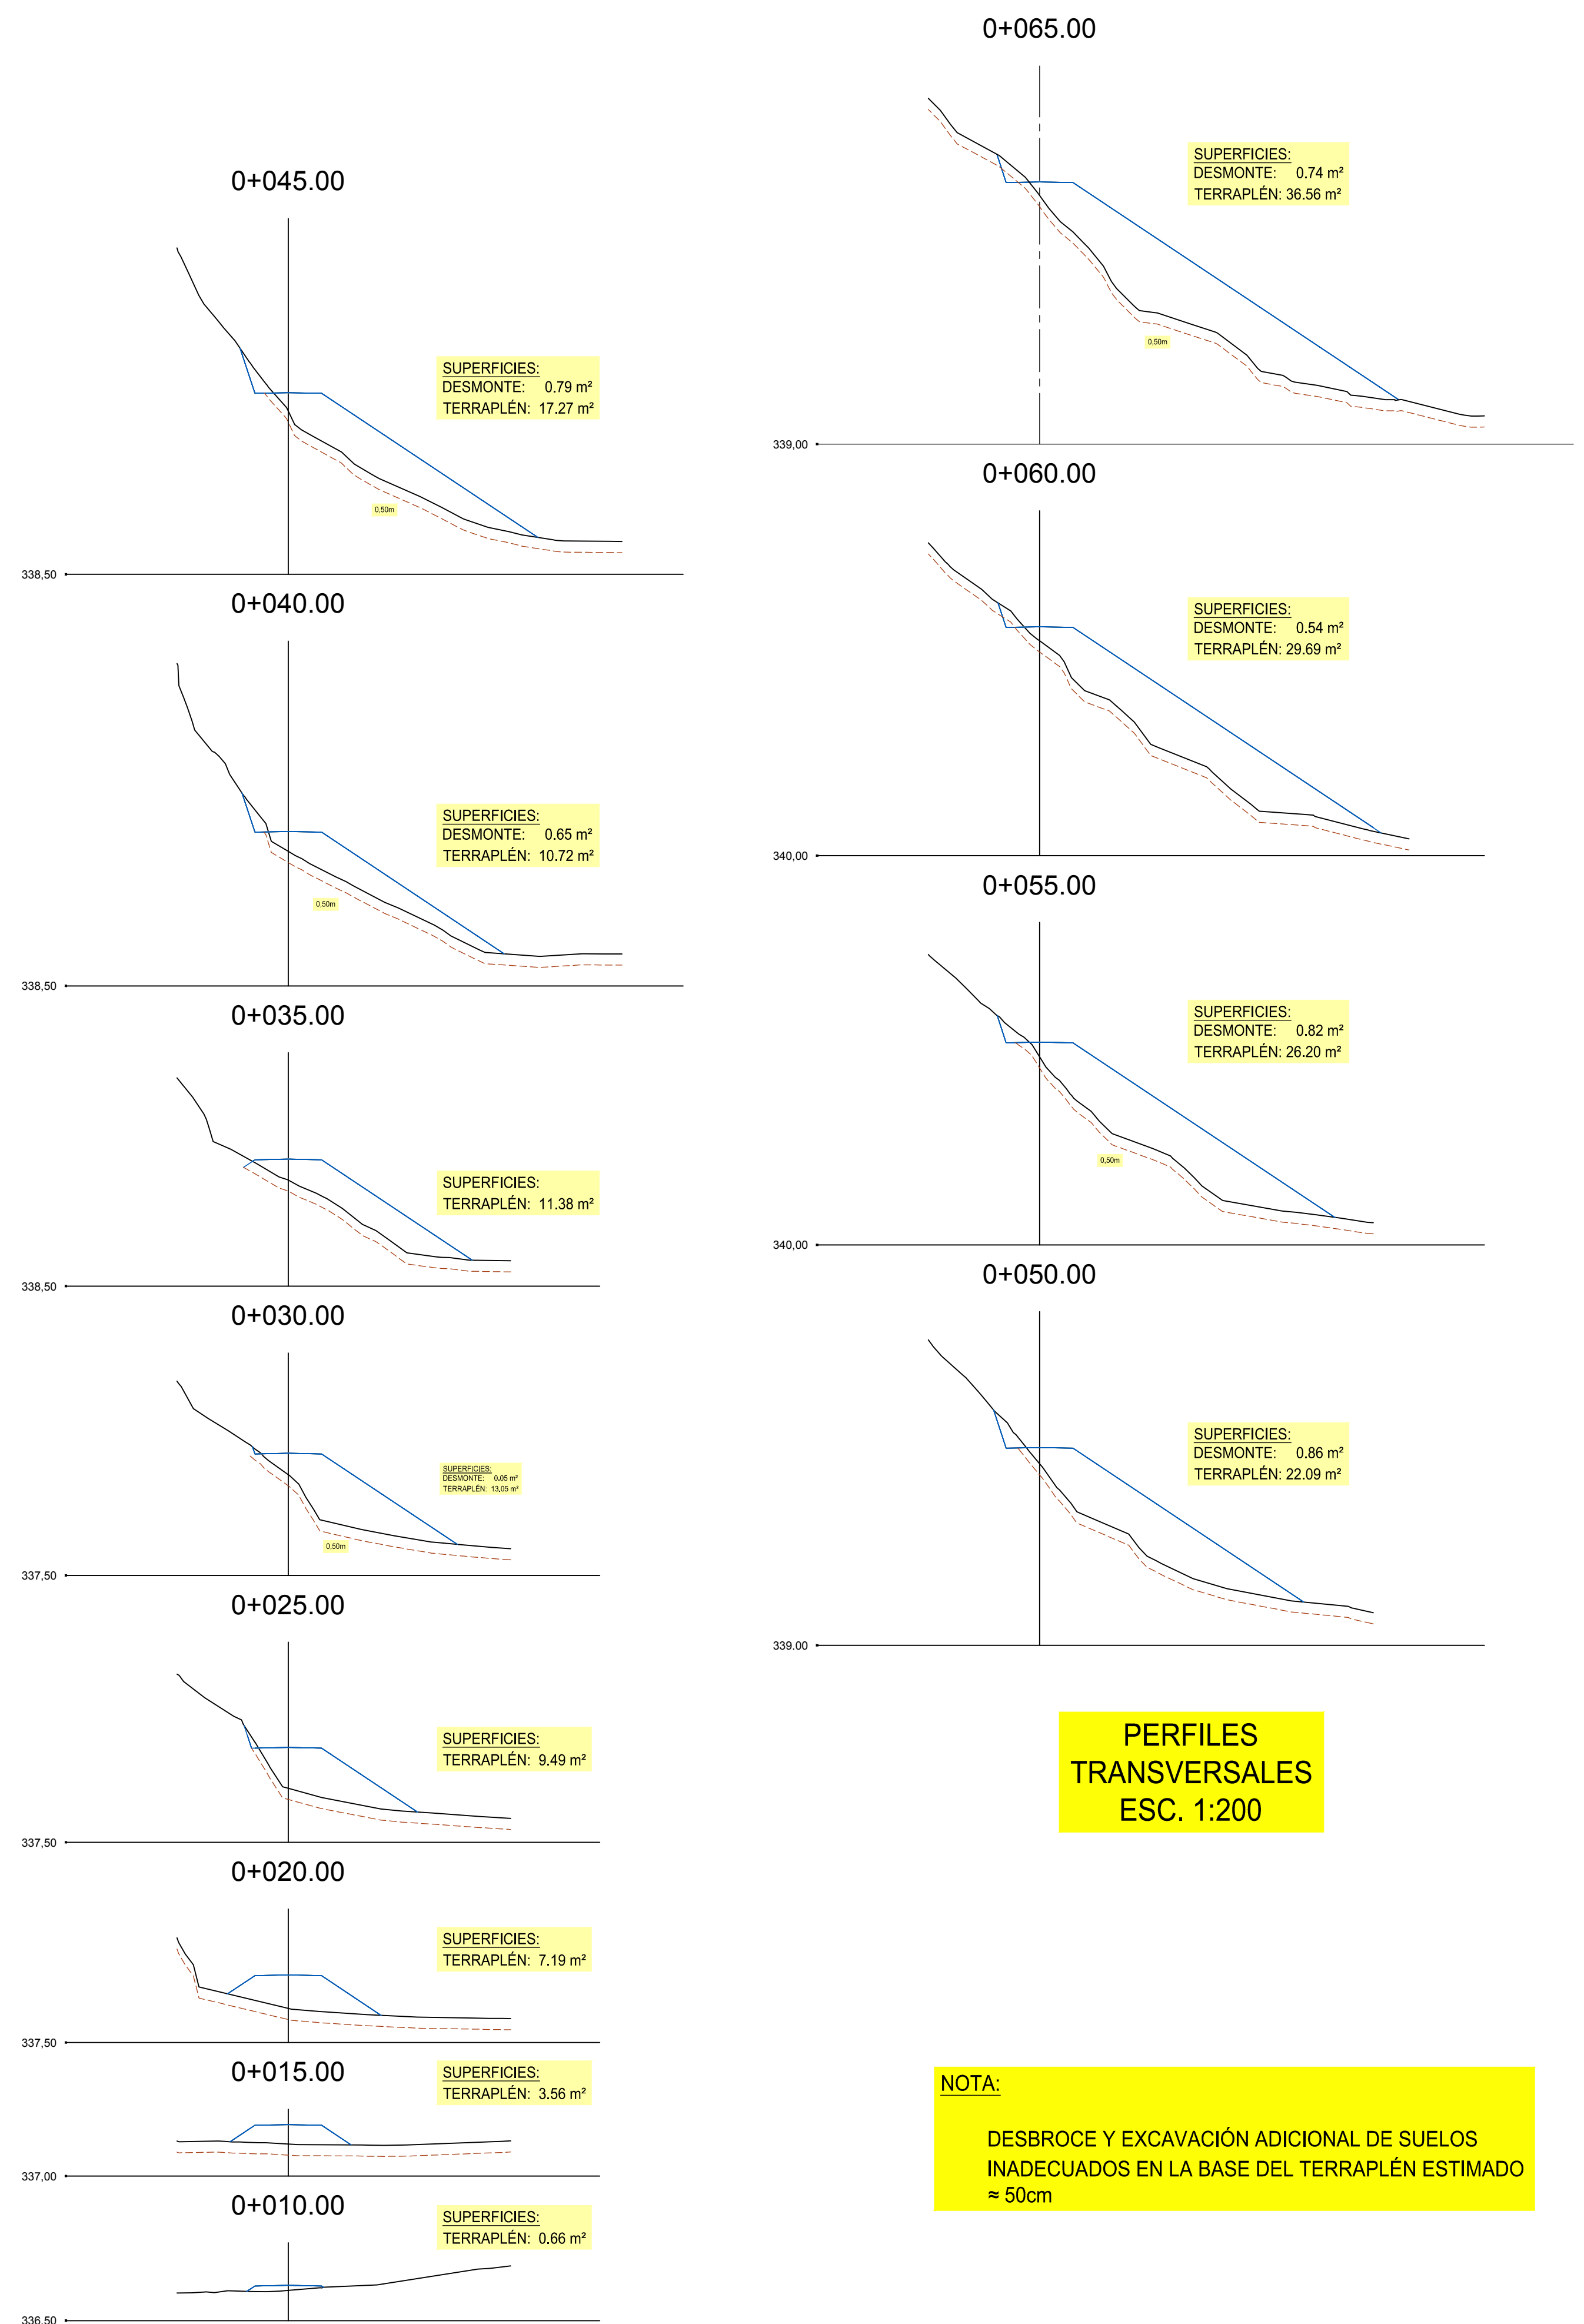 0+045.00
SUPERFICIES:
DESMONTE: 0.79 m²
TERRAPLÉN: 17.27 m²
0,50m
338,50
0+040.00
SUPERFICIES:
DESMONTE: 0.65 m²
TERRAPLÉN: 10.72 m²
0,50m
338,50
0+035.00
SUPERFICIES:
TERRAPLÉN: 11.38 m²
338,50
0+030.00
SUPERFICIES:
DESMONTE: 0.05 m²
TERRAPLÉN: 13,05 m²
0,50m
337,50
0+025.00
SUPERFICIES:
TERRAPLÉN: 9.49 m²
337,50
0+020.00
SUPERFICIES:
TERRAPLÉN: 7.19 m²
337,50
0+015.00
SUPERFICIES:
TERRAPLÉN: 3.56 m²
337,00
0+010.00
SUPERFICIES:
TERRAPLÉN: 0.66 m²
336,50
0+065.00
SUPERFICIES:
DESMONTE: 0.74 m²
TERRAPLÉN: 36.56 m²
0,50m
339,00
0+060.00
SUPERFICIES:
DESMONTE: 0.54 m²
TERRAPLÉN: 29.69 m²
340,00
0+055.00
SUPERFICIES:
DESMONTE: 0.82 m²
TERRAPLÉN: 26.20 m²
0,50m
340,00
0+050.00
SUPERFICIES:
DESMONTE: 0.86 m²
TERRAPLÉN: 22.09 m²
339.00
PERFILES
TRANSVERSALES
ESC. 1:200
NOTA:
DESBROCE Y EXCAVACIÓN ADICIONAL DE SUELOS
INADECUADOS EN LA BASE DEL TERRAPLÉN ESTIMADO
≈ 50cm